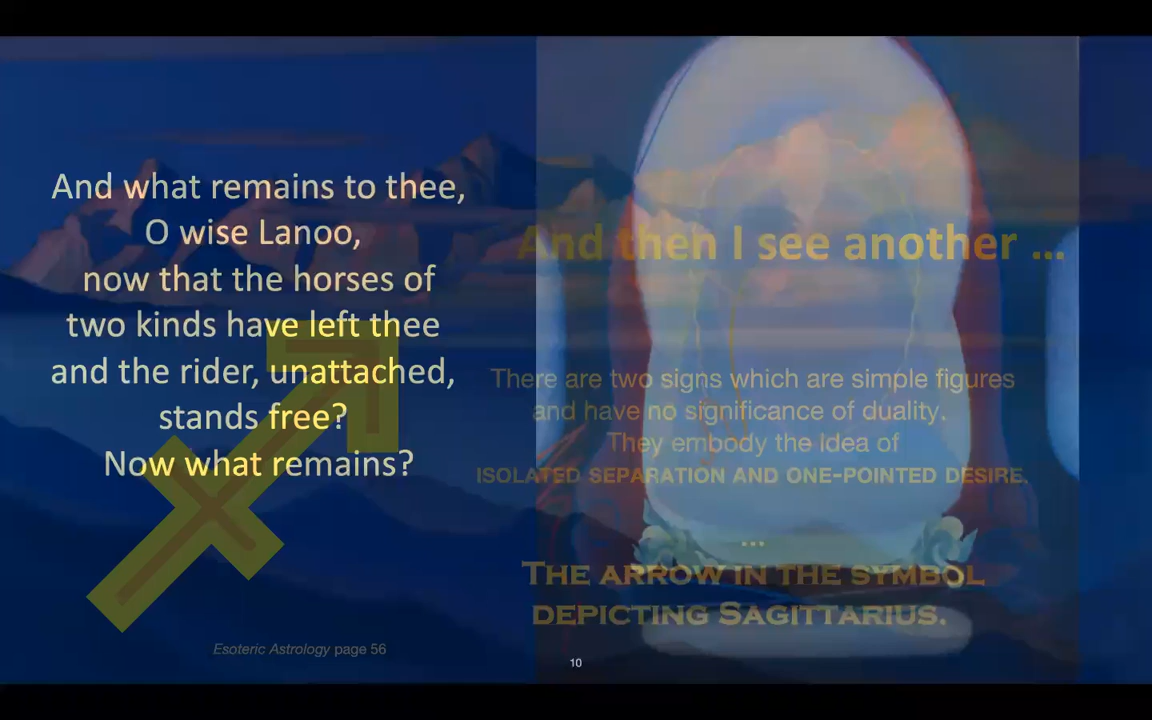 And what remains to thee,
O wise Lanoo,
now that the horses of
two kinds have left thee
and the rider, unattached,
stands free?
Now what remains?
Esoteric Astrology page 56
And then I see another ...
There are two signs which are simple figures
and have no significance of duality.
They embody the idea of
ISOLATED SEPARATION AND ONE-POINTED DESIRE.
...
THE ARROW IN THE SYMBOL
DEPICTING SAGITTARIUS.
10